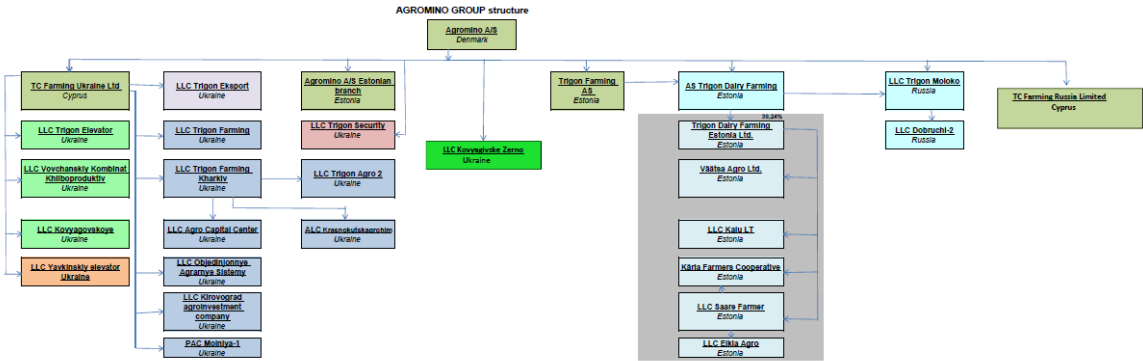 AGROMINO GROUP structure
Agromino A/S
Denmark
TC Farming Ukraine Ltd
Cyprus
LLC Trigon Eksport
Ukraine
Agromino A/S Estonian
branch
Estonia
Trigon Farming
AS
Estonia
AS Trigon Dairy Farming
Estonia
LLC Trigon Moloko
Russia
TC Farming Russia Limited
Cyprus
LLC Trigon Elevator
Ukraine
LLC Trigon Farming
Ukraine
LLC Trigon Security
Ukraine
LLC Kovyagivske Zerno
Ukraine
39,24%
Trigon Dairy Farming
Estonia Ltd.
Estonia
LLC Dobruchi-2
Russia
LLC Vovchanskiy Kombinat
Khliboproduktiv
Ukraine
LLC Trigon Farming
Kharkiv
Ukraine
LLC Trigon Agro 2
Ukraine
Väätsa Agro Ltd.
Estonia
LLC Kovyagovskoye
Ukraine
LLC Agro Capital Center
Ukraine
ALC Krasnokutskagrohim
Ukraine
LLC Kalu LT
Estonia
LLC Yavkinskiy elevator
Ukraine
LLC Objedinjonnye
Agrarnye Sistemy
Ukraine
Kärla Farmers Cooperative
Estonia
LLC Kirovograd
agroinvestment
company
Ukraine
LLC Saare Farmer
Estonia
PAC Molniya-1
Ukraine
LLC Eikla Agro
Estonia